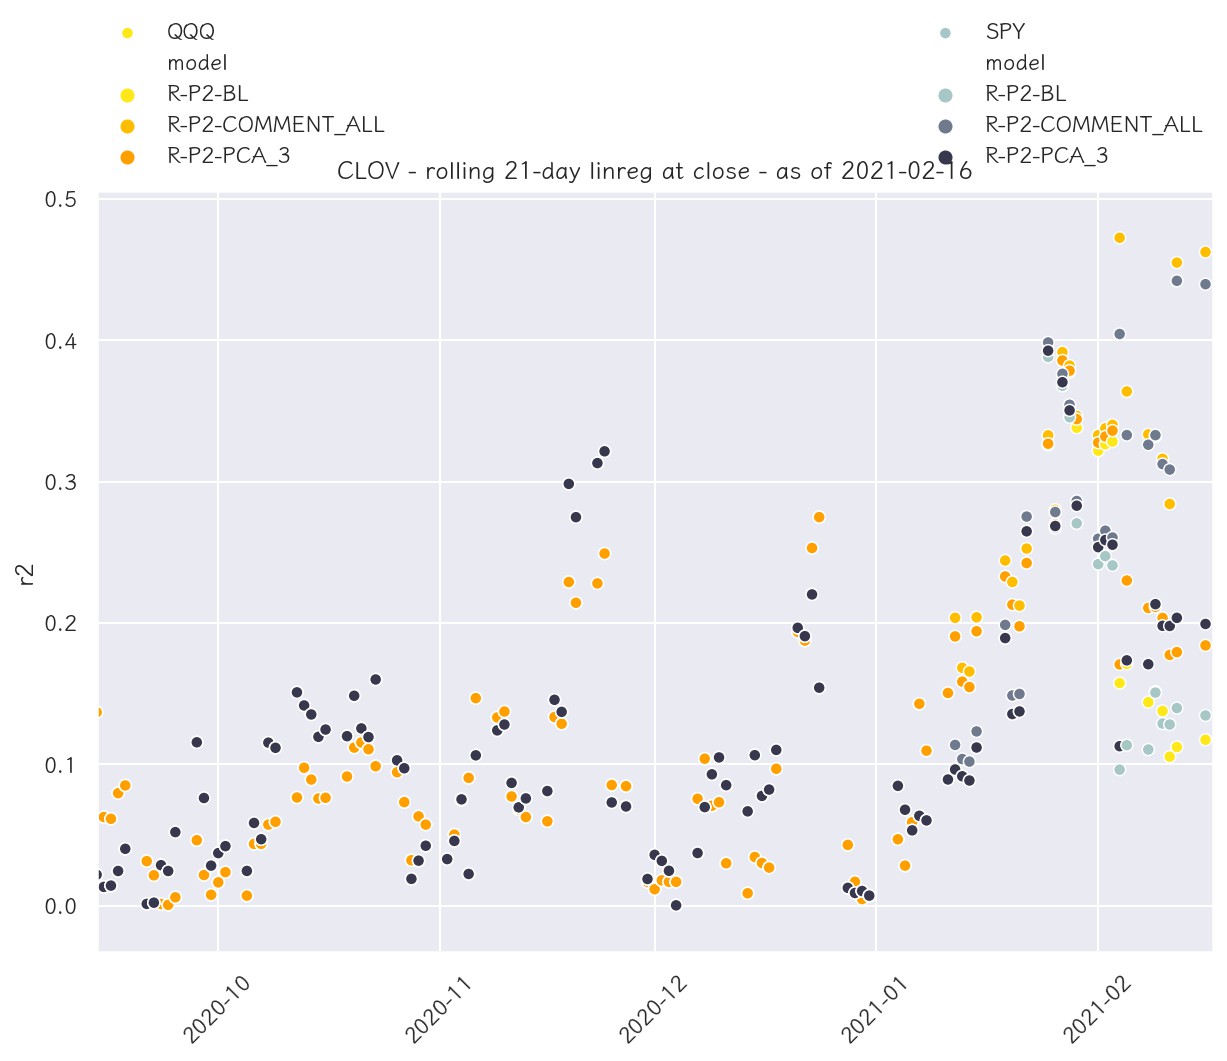 QQQ
model
R-P2-BL
R-P2-COMMENT_ALL
R-P2-PCA_3
SPY
model
R-P2-BL
R-P2-COMMENT_ALL
R-P2-PCA_3
CLOV - rolling 21-day linreg at close - as of 2021-02-16
0.5
0.4
0.3
0.2
0.1
0.0
r2
2020-10
2020-11
2020-12
2021-01
2021-02